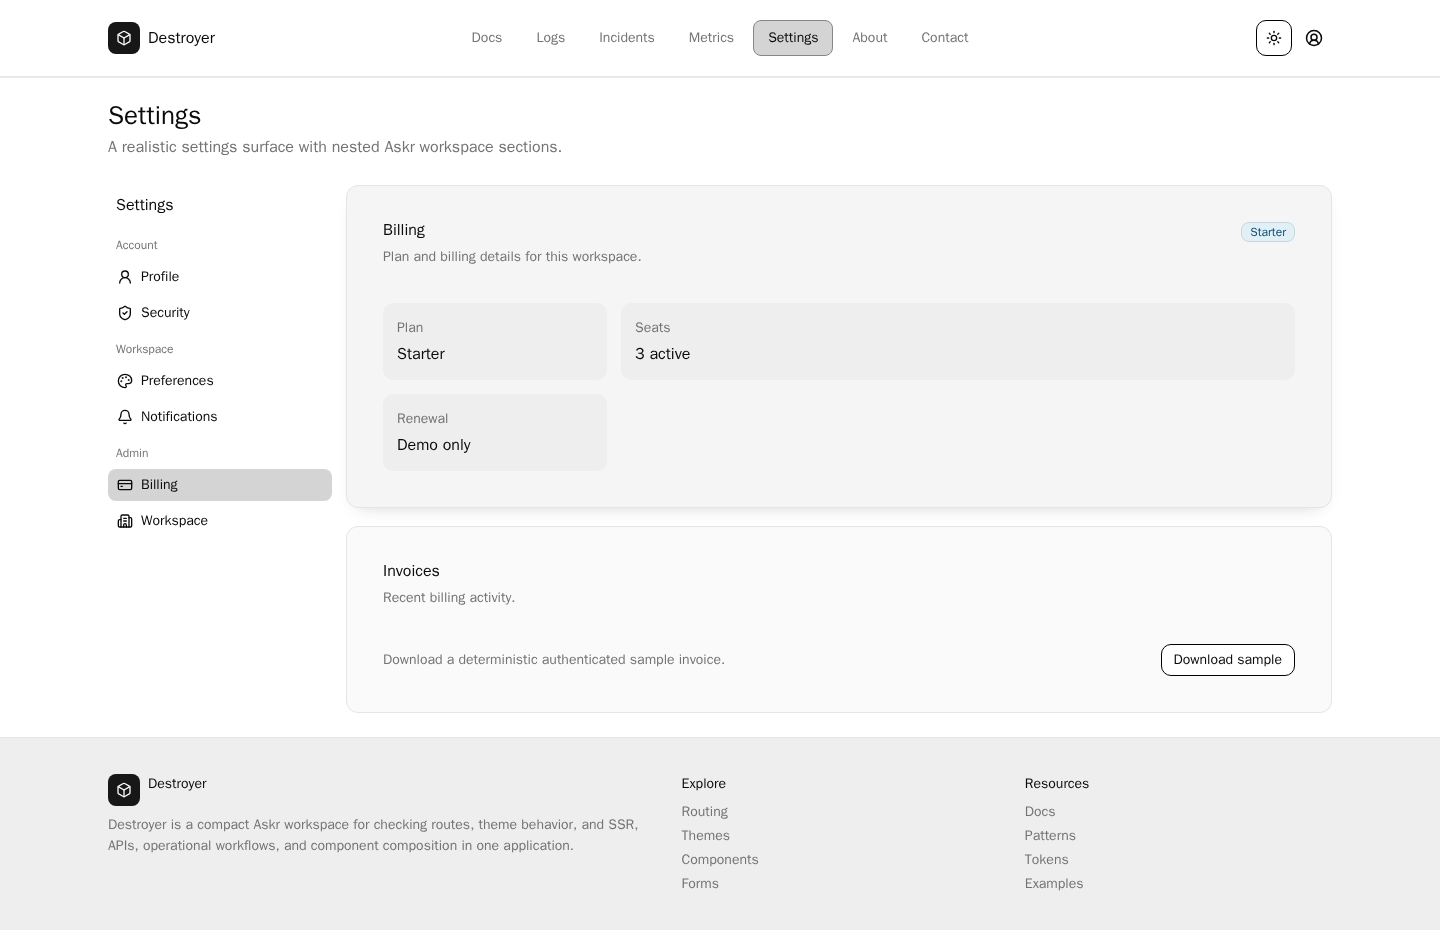 Destroyer
Docs
Logs
Incidents
Metrics
Settings
About
Contact
Settings
A realistic settings surface with nested Askr workspace sections.
Settings
Account
Profile
Security
Workspace
Preferences
Notifications
Admin
Billing
Workspace
Billing
Starter
Plan and billing details for this workspace.
Plan
Starter
Seats
3 active
Renewal
Demo only
Invoices
Recent billing activity.
Download a deterministic authenticated sample invoice.
Download sample
Destroyer
Destroyer is a compact Askr workspace for checking routes, theme behavior, and SSR,
APIs, operational workflows, and component composition in one application.
Explore
Routing
Themes
Components
Forms
Resources
Docs
Patterns
Tokens
Examples